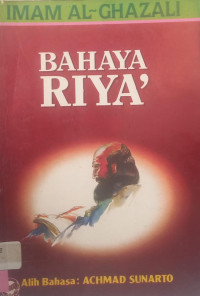 IMAM AL-GHAZALI
BAHAYA
RIYA'
Alih Bahasa: ACHMAD SUNARTO